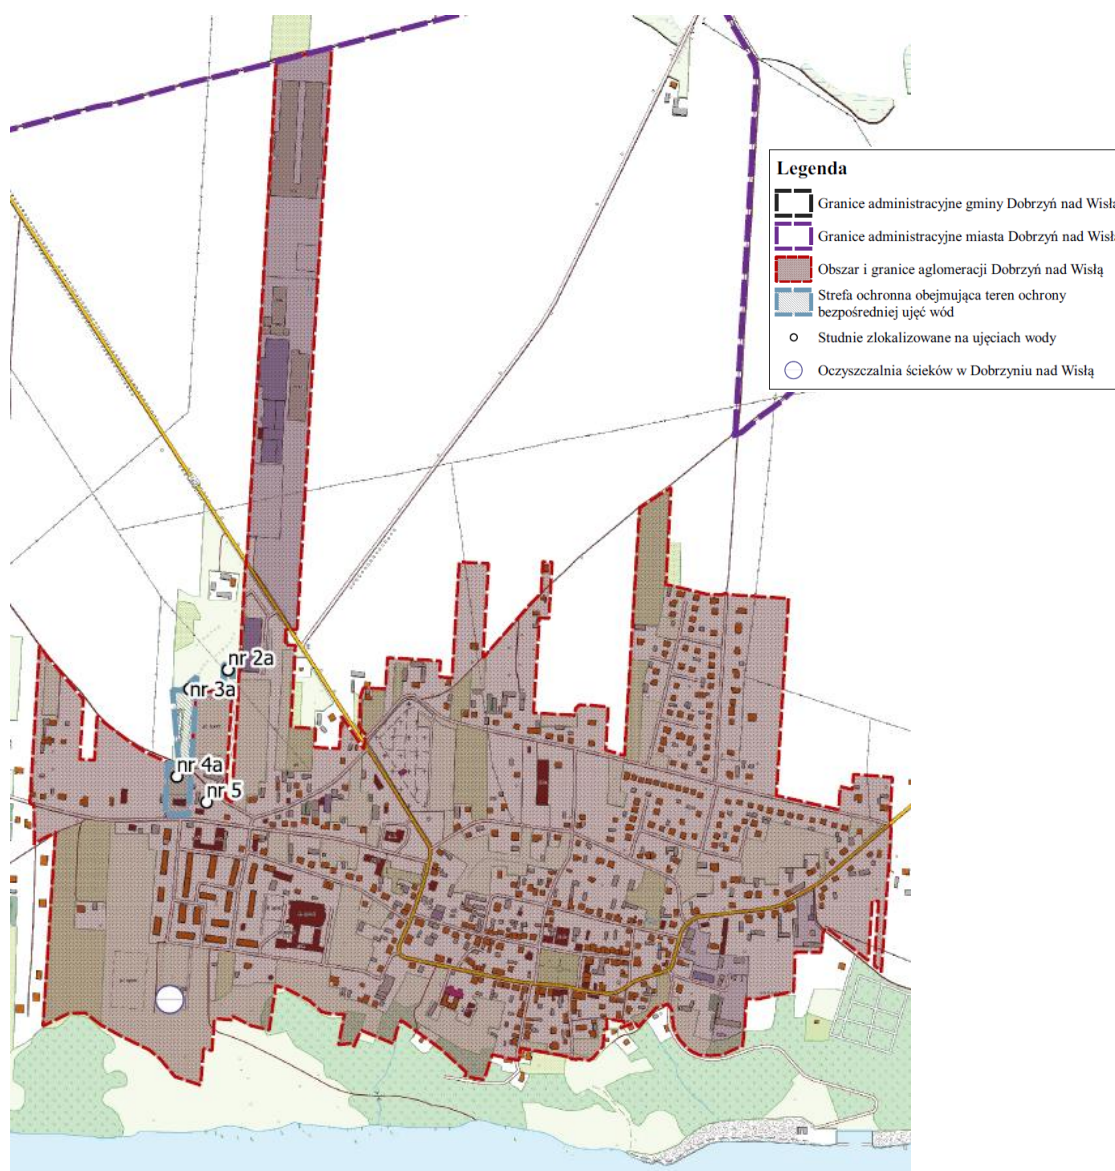 Legenda
Granice administracyjne gminy Dobrzyń nad Wisłą
Granice administracyjne miasta Dobrzyń nad Wisł
Obszar i granice aglomeracji Dobrzyń nad Wisłą
Strefa ochronna obejmująca teren ochrony
bezpośredniej ujęć wód
Studnie zlokalizowane na ujęciach wody
Oczyszczalnia ścieków w Dobrzyniu nad Wisłą
nr 2a
nr 3a
nr 4a
nr 5